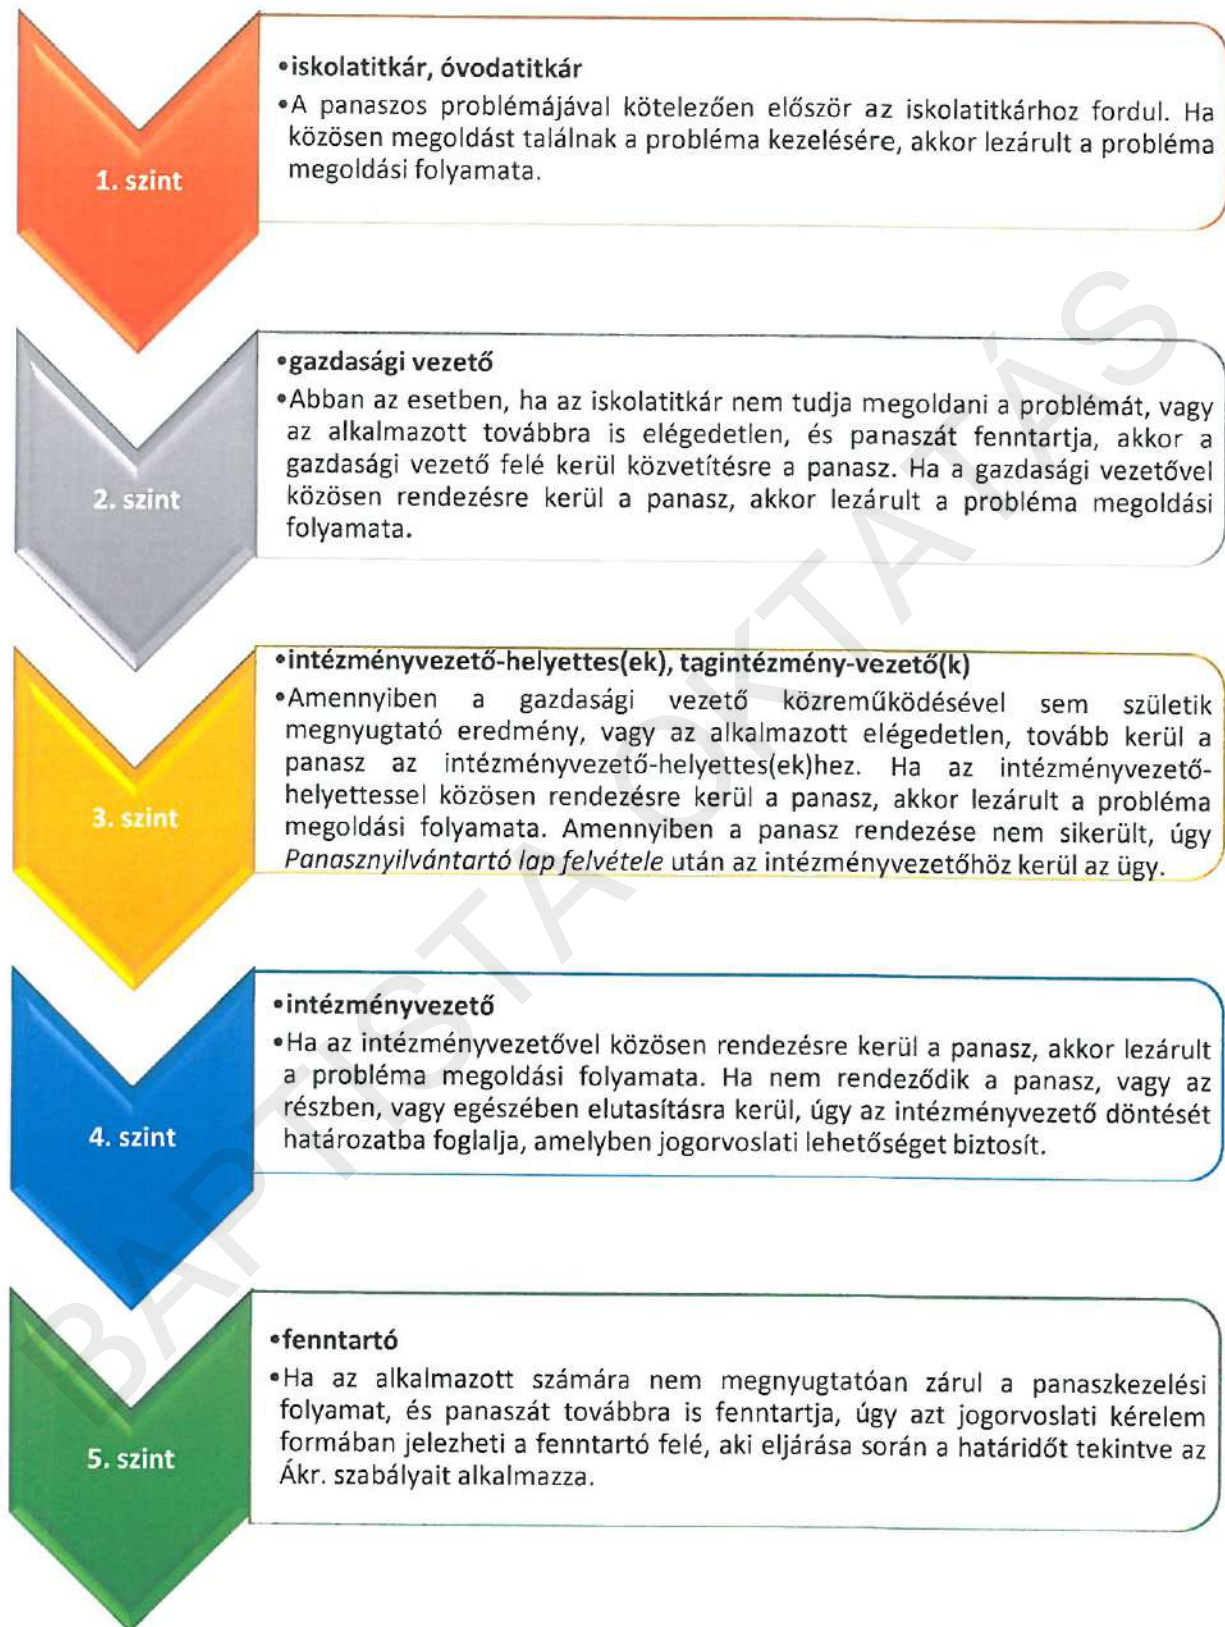 •iskolatitkár, óvodatitkár
•A panaszos problémájával kötelezően először az iskolatitkárhoz fordul. Ha
közösen megoldást találnak a probléma kezelésére, akkor lezárult a probléma
megoldási folyamata.
1. szint
•gazdasági vezető
•Abban az esetben, ha az iskolatitkár nem tudja megoldani a problémát, vagy
az alkalmazott továbbra is elégedetlen, és panaszát fenntartja, akkor a
gazdasági vezető felé kerül közvetítésre a panasz. Ha a gazdasági vezetővel
közösen rendezésre kerül a panasz, akkor lezárult a probléma megoldási
folyamata.
2. szint
•intézményvezető-helyettes(ek), tagintézmény-vezető(k)
•Amennyiben a gazdasági vezető közreműködésével sem születik
megnyugtató eredmény, vagy az alkalmazott elégedetlen, tovább kerül a
panasz az intézményvezető-helyettes(ek)hez. Ha az intézményvezető-
helyettessel közösen rendezésre kerül a panasz, akkor lezárult a probléma
megoldási folyamata. Amennyiben a panasz rendezése nem sikerült, úgy
Panasznyilvántartó lap felvétele után az intézményvezetőhöz kerül az ügy.
3. szint
•intézményvezető
•Ha az intézményvezetővel közösen rendezésre kerül a panasz, akkor lezárult
a probléma megoldási folyamata. Ha nem rendeződik a panasz, vagy az
részben, vagy egészében elutasításra kerül, úgy az intézményvezető döntését
határozatba foglalja, amelyben jogorvoslati lehetőséget biztosít.
4. szint
•fenntartó
•Ha az alkalmazott számára nem megnyugtatóan zárul a panaszkezelési
folyamat, és panaszát továbbra is fenntartja, úgy azt jogorvoslati kérelem
formában jelezheti a fenntartó felé, aki eljárása során a határidőt tekintve az
Ákr. szabályait alkalmazza.
5. szint
BAPTISTA OKTATÁS